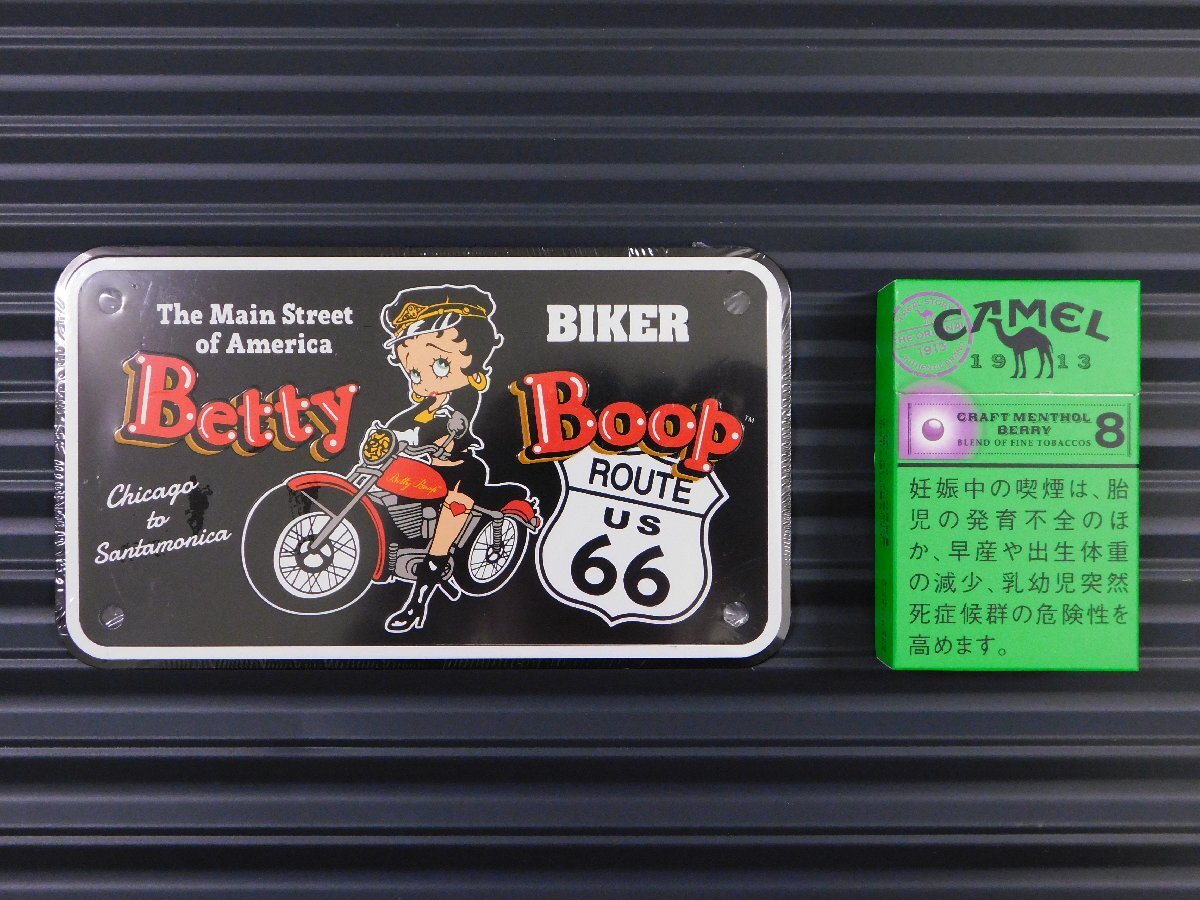 The Main Street
of America
BIKER
Betty Boop™
Betty Boop
Chicago
to
Santamonica
ROUTE
US
66
CAMEL
1913
1913
CRAFT MENTHOL
BERRY
BLEND OF FINE TOBACCOS
8
妊娠中の喫煙は、胎
児の発育不全のほ
か、早産や出生体重
の減少、乳幼児突然
死症候群の危険性を
高めます。